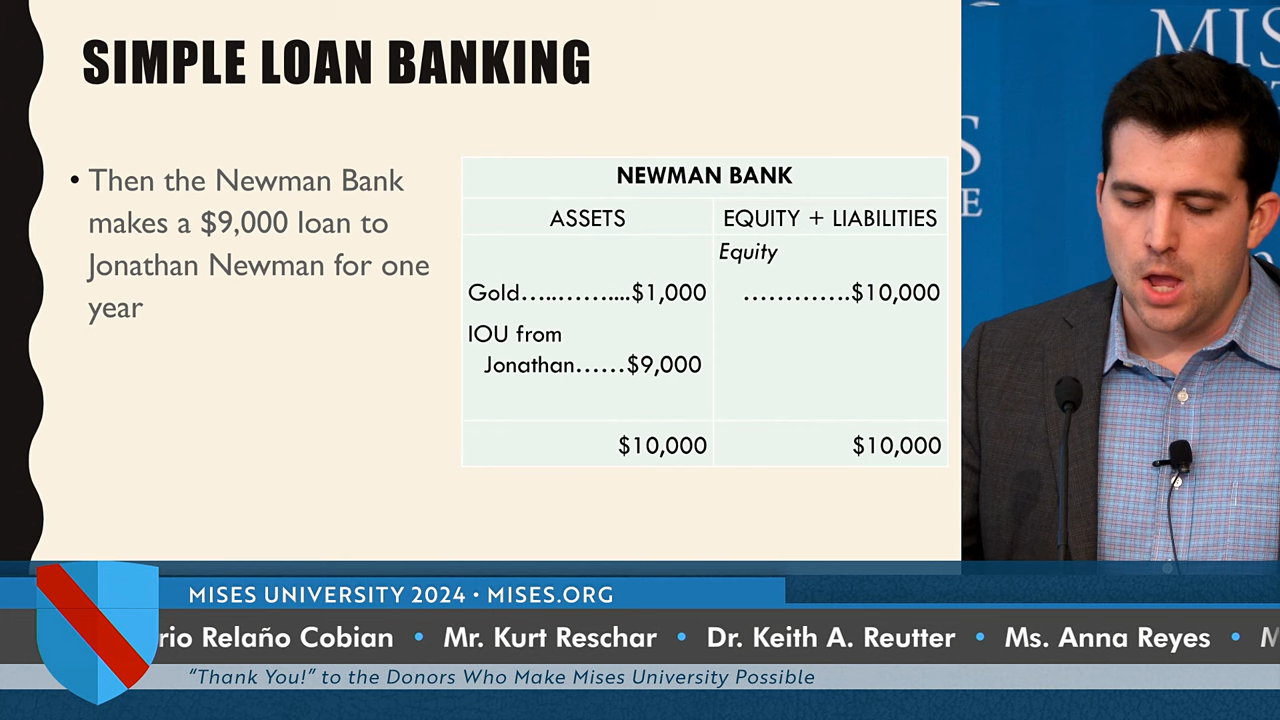 SIMPLE LOAN BANKING
• Then the Newman Bank
makes a $9,000 loan to
Jonathan Newman for one
year
NEWMAN BANK
ASSETS EQUITY + LIABILITIES
Equity
Gold..............$1,000 .............$10,000
IOU from
Jonathan......$9,000
$10,000 $10,000
MIS
S
E
MISES UNIVERSITY 2024 • MISES.ORG
rio Relaño Cobian • Mr. Kurt Reschar • Dr. Keith A. Reutter • Ms. Anna Reyes • M
“Thank You!” to the Donors Who Make Mises University Possible